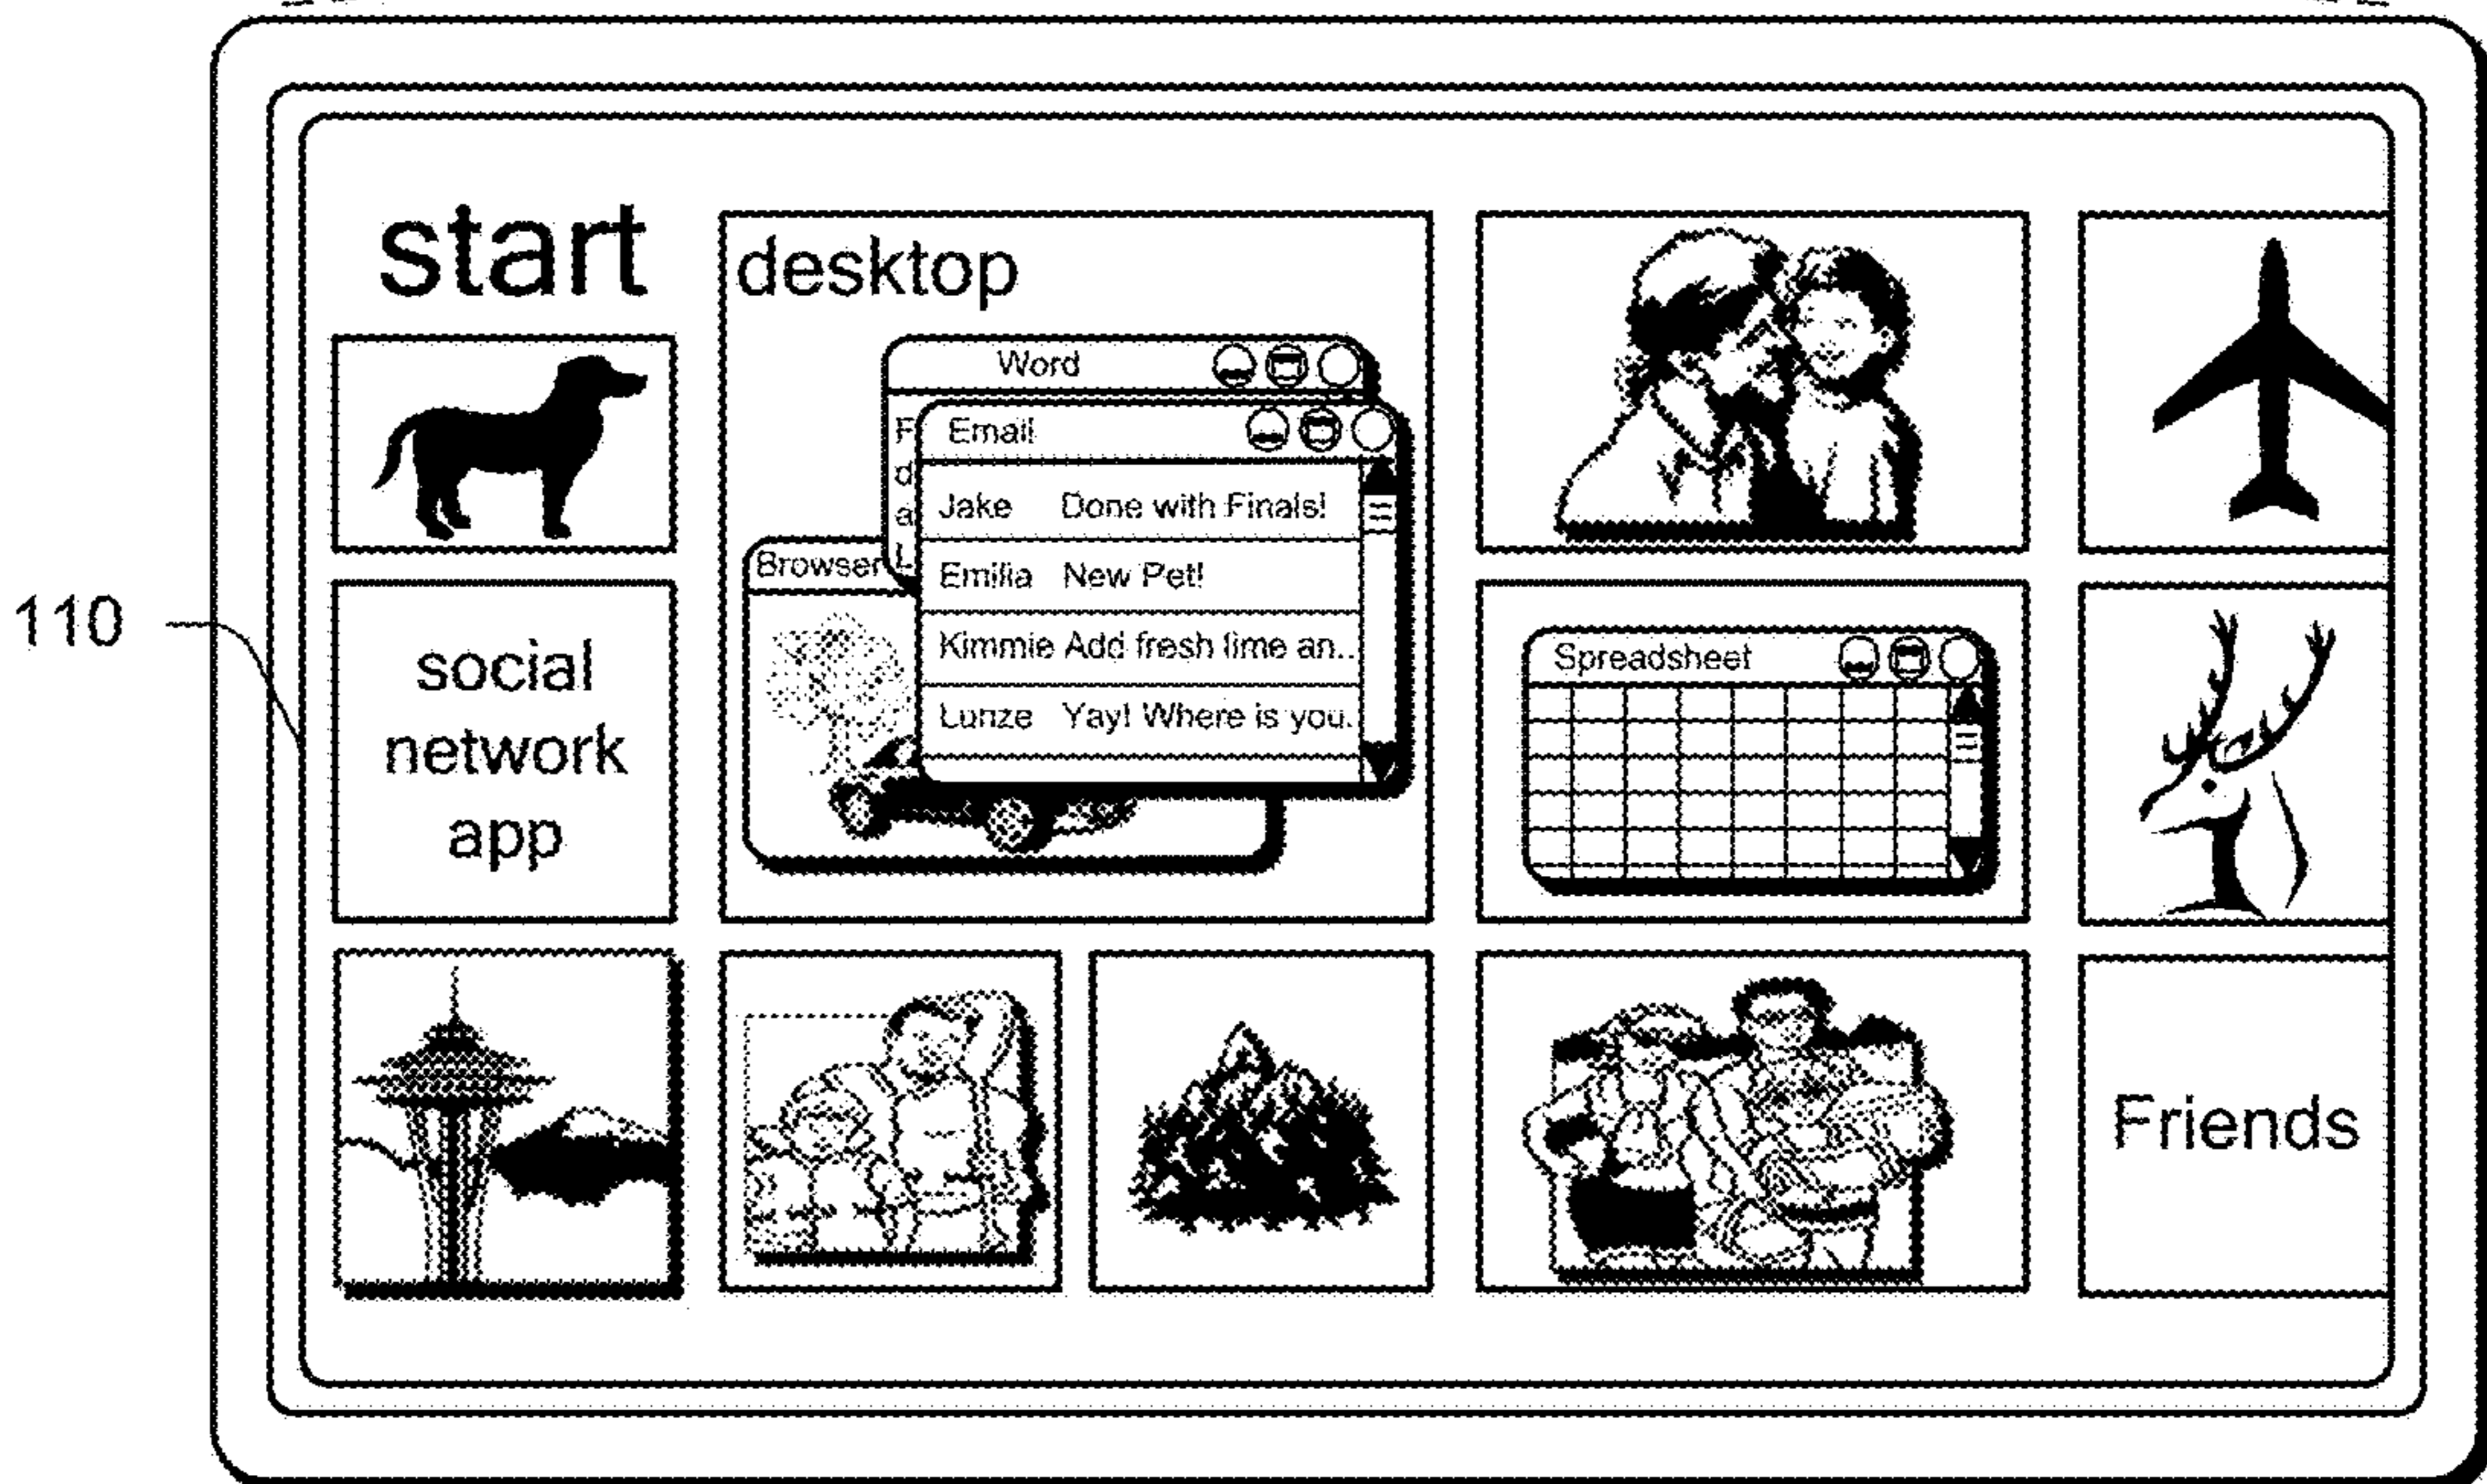 start
desktop
Word
F
Email
d
a
Jake Done with Finals!
Browser
Emilia New Pet!
110
social
network
app
Kimmie Add fresh lime an..
Lunze Yay! Where is you.
Spreadsheet
Friends